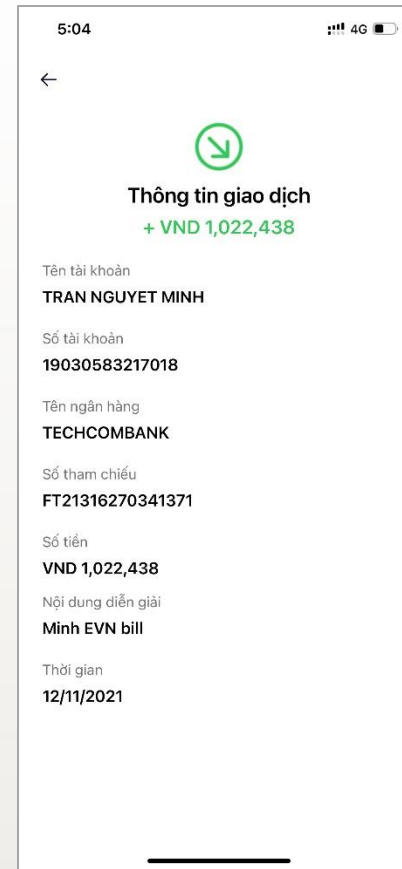 5:04
4G
Thông tin giao dịch
+ VND 1,022,438
Tên tài khoản
TRAN NGUYET MINH
Số tài khoản
19030583217018
Tên ngân hàng
TECHCOMBANK
Số tham chiếu
FT21316270341371
Số tiền
VND 1,022,438
Nội dung diễn giải
Minh EVN bill
Thời gian
12/11/2021